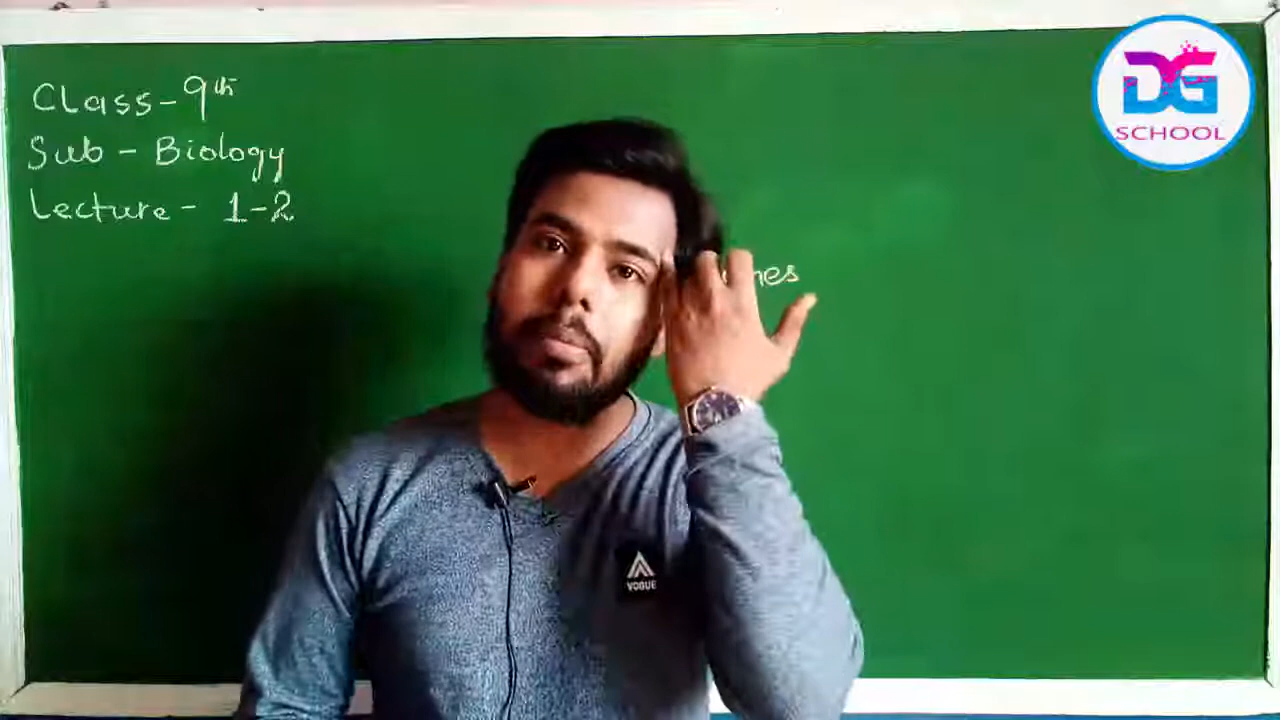 Class - 9th
Sub - Biology
Lecture - 1-2
DG
SCHOOL
VOGUE